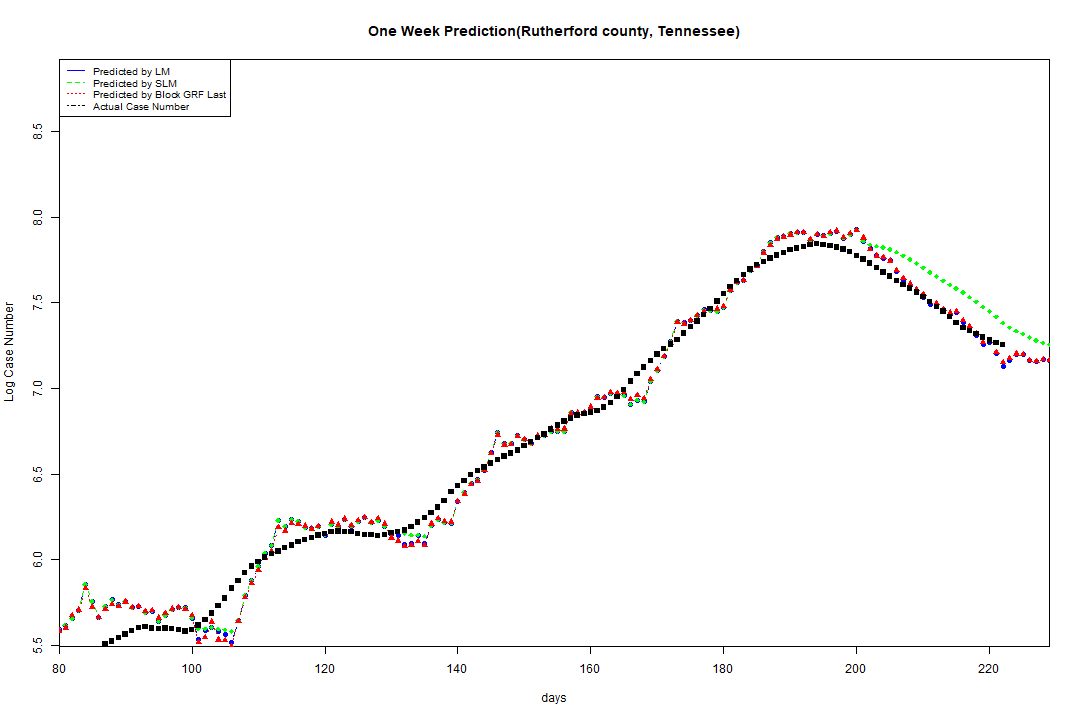 One Week Prediction(Rutherford county, Tennessee)
Predicted by LM
Predicted by SLM
Predicted by Block GRF Last
Actual Case Number
8.5
8.0
7.5
7.0
6.5
6.0
5.5
Log Case Number
80 100 120 140 160 180 200 220
days